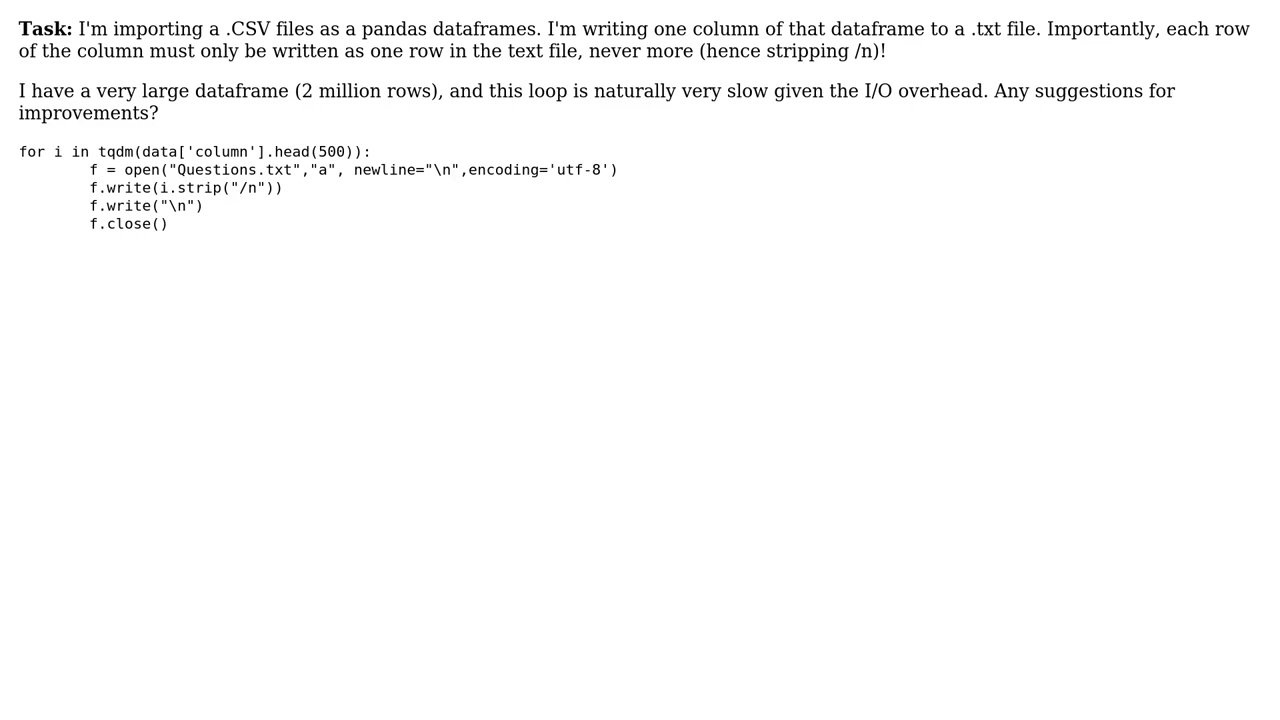 Task: I'm importing a .CSV files as a pandas dataframes. I'm writing one column of that dataframe to a .txt file. Importantly, each row
of the column must only be written as one row in the text file, never more (hence stripping /n)!
I have a very large dataframe (2 million rows), and this loop is naturally very slow given the I/O overhead. Any suggestions for
improvements?
for i in tqdm(data['column'].head(500)):
        f = open("Questions.txt","a", newline="\n",encoding='utf-8')
        f.write(i.strip("/n"))
        f.write("\n")
        f.close()